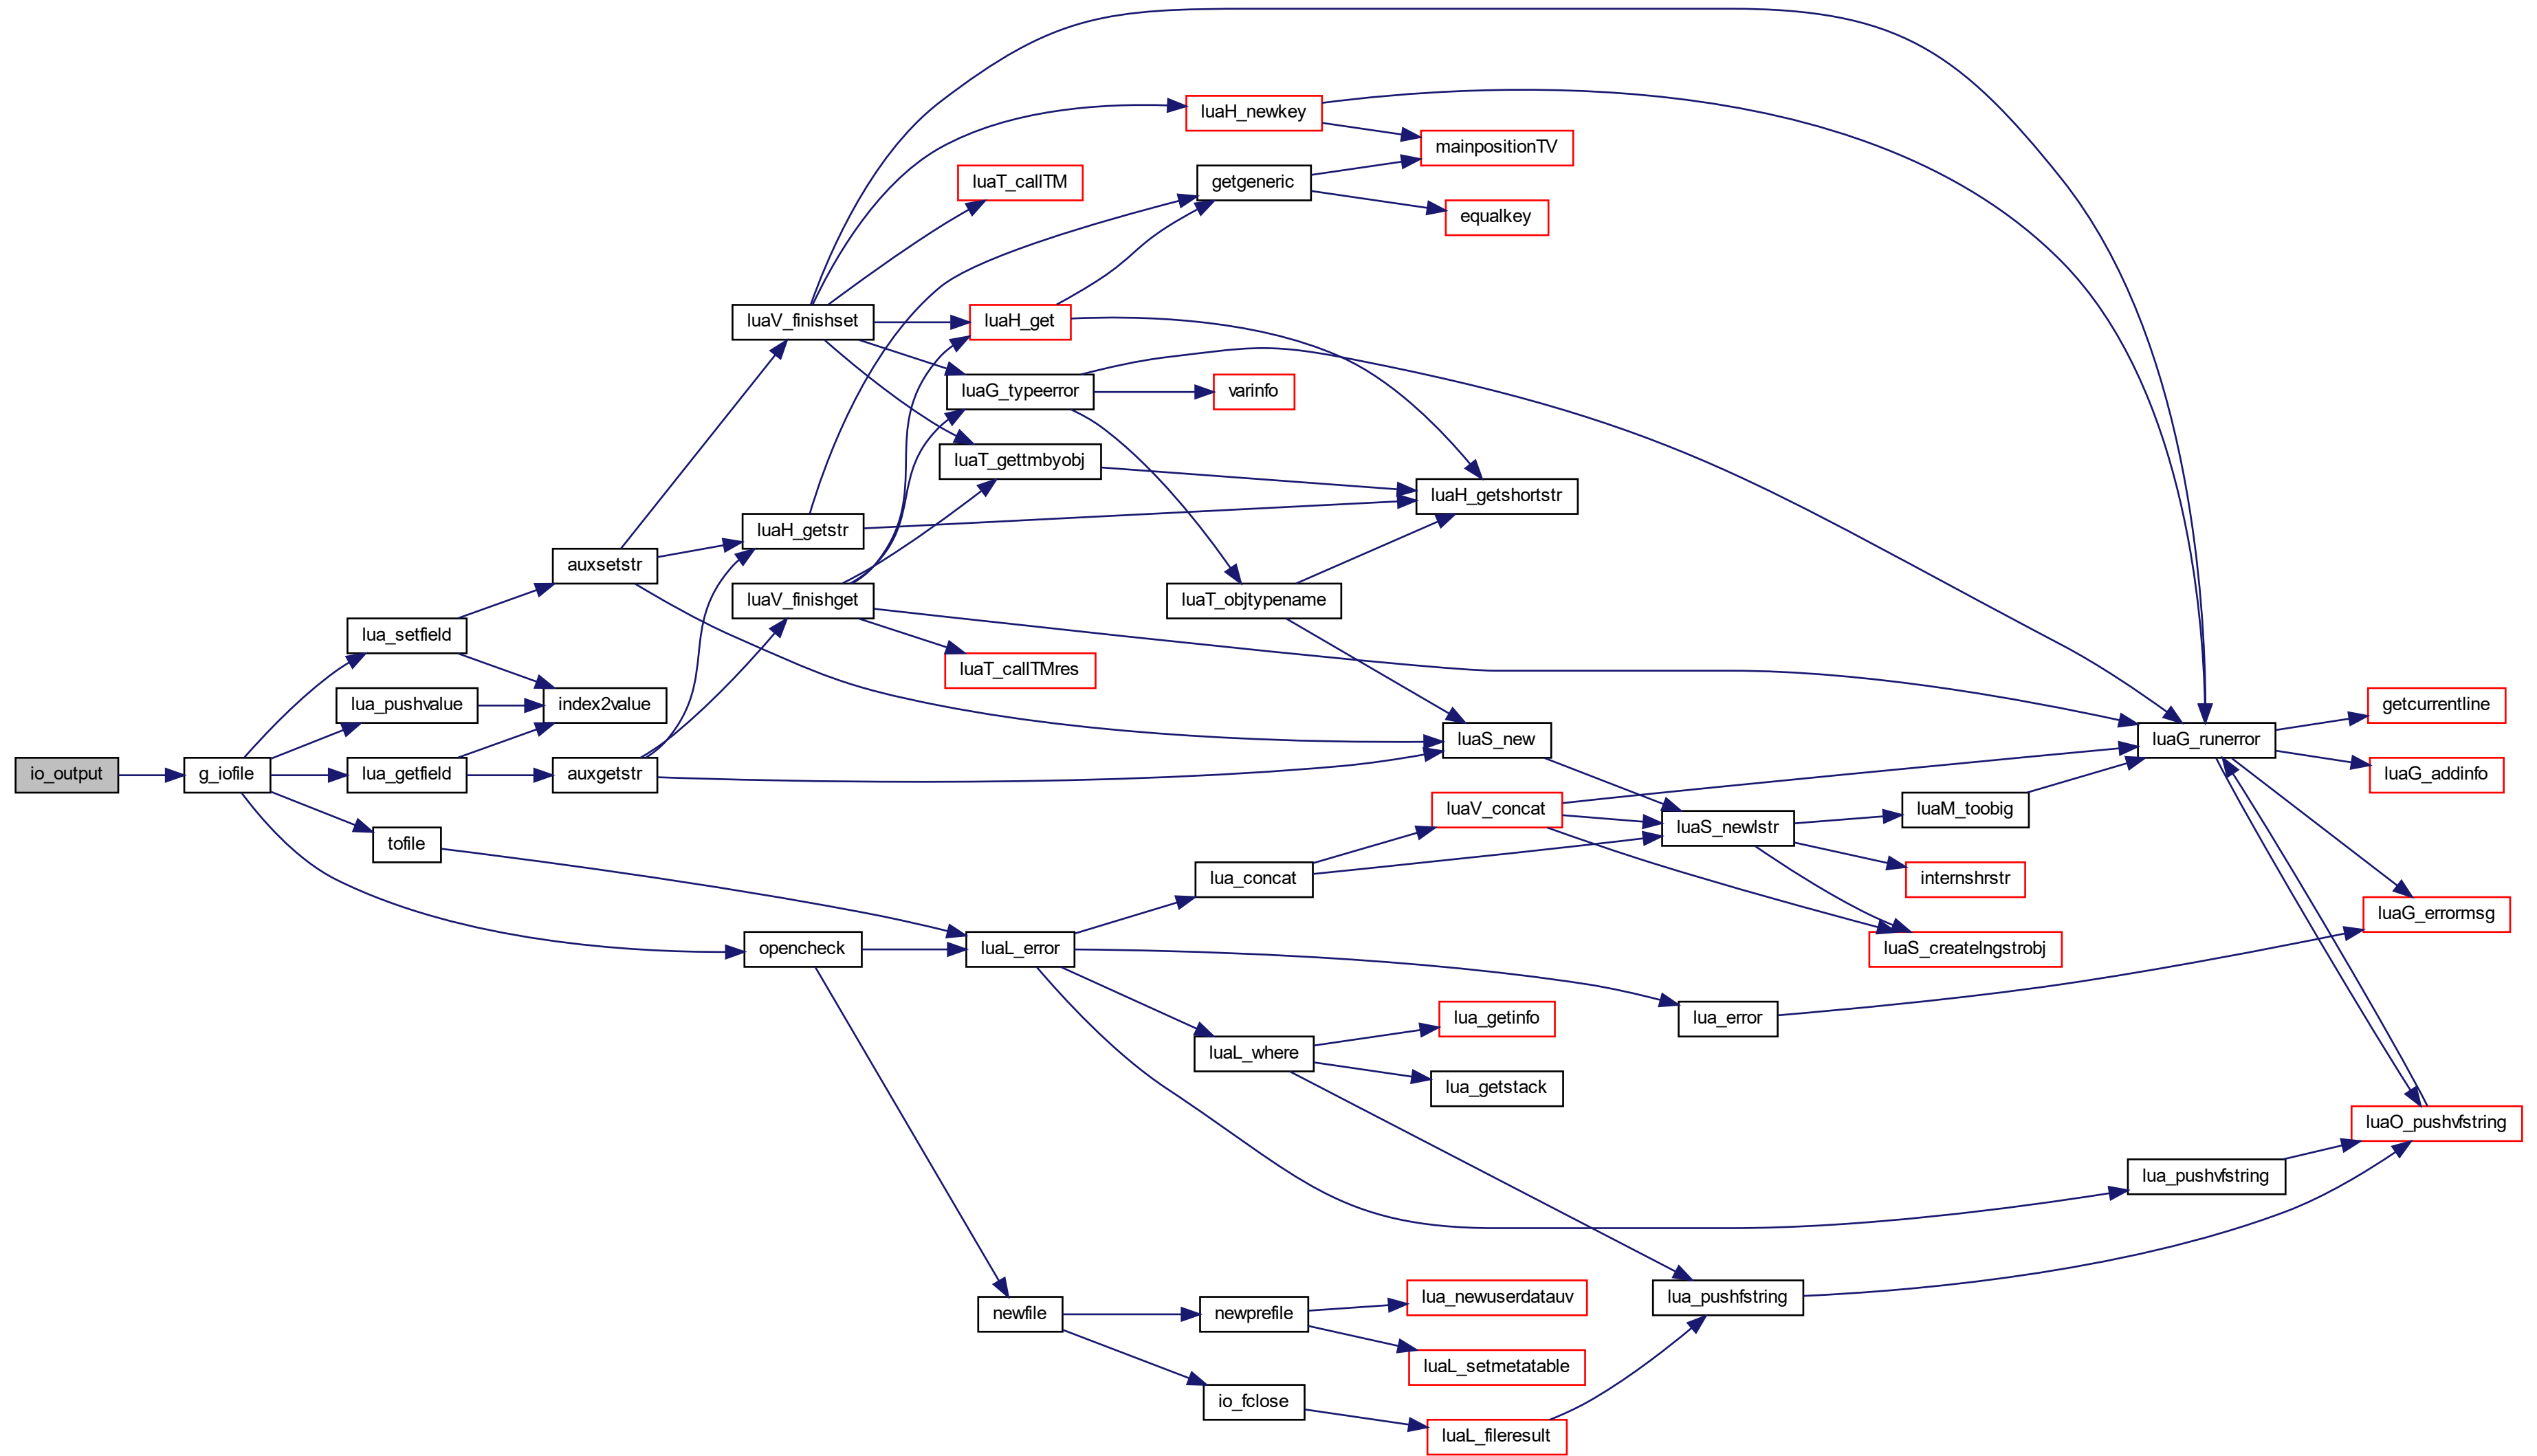 io_output
g_iofile
lua_setfield
lua_pushvalue
lua_getfield
tofile
auxsetstr
index2value
auxgetstr
luaV_finishset
luaH_getstr
luaV_finishget
opencheck
luaT_callTM
luaH_get
luaG_typeerror
luaT_gettmbyobj
luaT_callTMres
luaL_error
newfile
luaH_newkey
getgeneric
varinfo
luaT_objtypename
lua_concat
luaL_where
newprefile
io_fclose
mainpositionTV
equalkey
luaH_getshortstr
luaS_new
luaV_concat
lua_getinfo
lua_getstack
lua_newuserdatauv
luaL_setmetatable
luaL_fileresult
luaS_newlstr
lua_error
lua_pushfstring
luaM_toobig
internshrstr
luaS_createlngstrobj
luaG_runerror
lua_pushvfstring
getcurrentline
luaG_addinfo
luaG_errormsg
luaO_pushvfstring